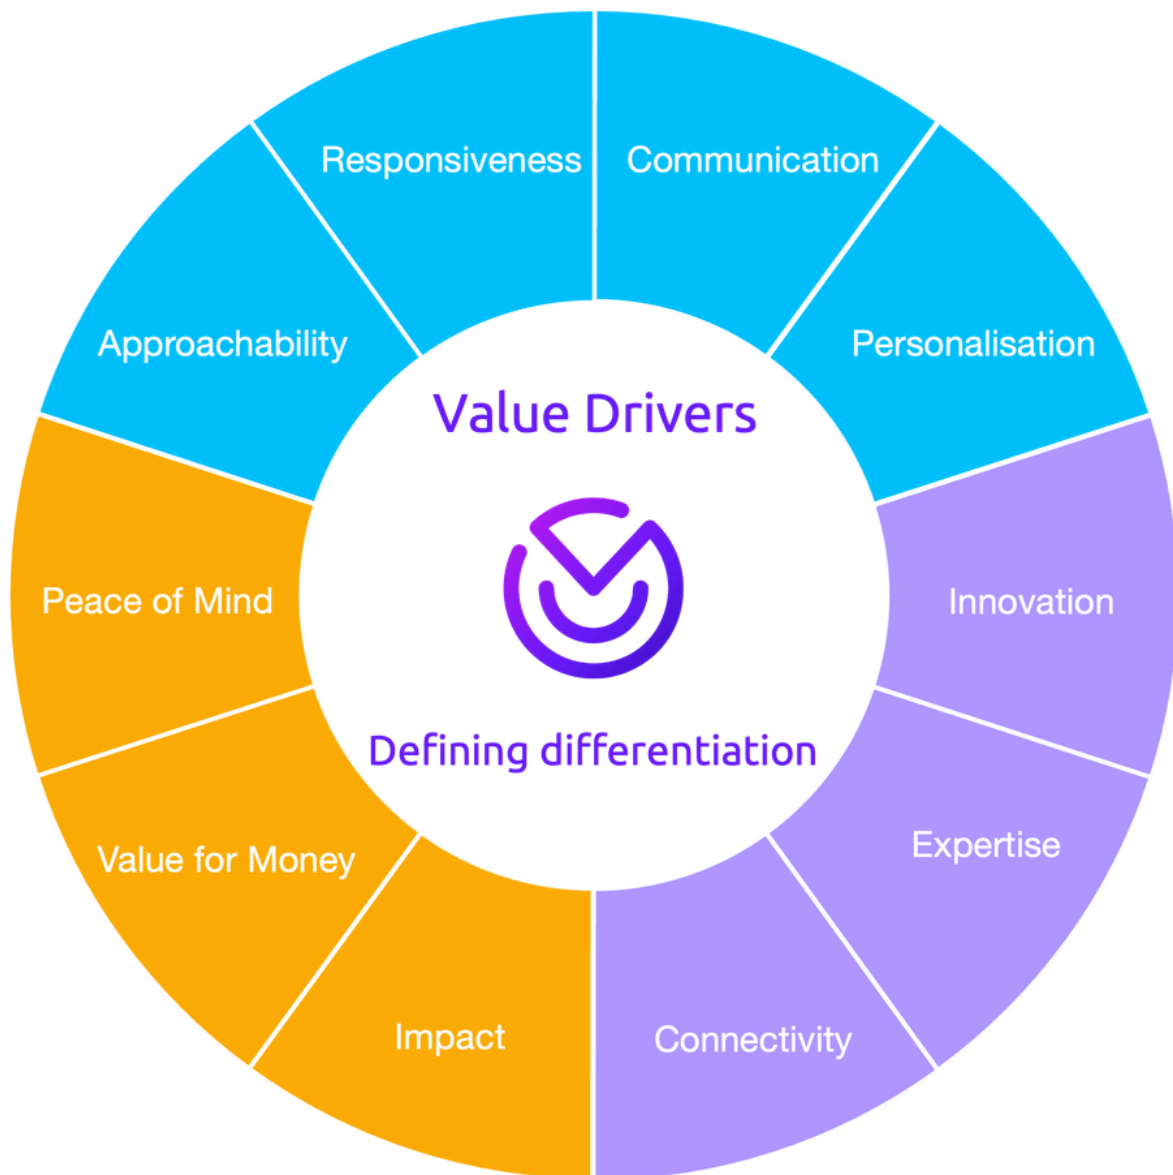 Responsiveness
Communication
Approachability
Personalisation
Value Drivers
Peace of Mind
Innovation
Defining differentiation
Value for Money
Expertise
Impact
Connectivity